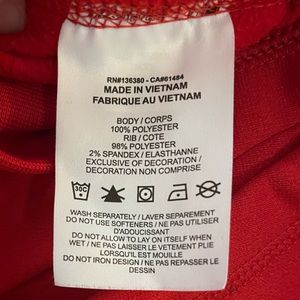 RN#136380 - CA#61484
MADE IN VIETNAM
FABRIQUE AU VIETNAM
BODY / CORPS
100% POLYESTER
RIB / COTE
98% POLYESTER
2% SPANDEX / ELASTHANNE
EXCLUSIVE OF DECORATION /
DECORATION NON COMPRISE
30C
WASH SEPARATELY / LAVER SEPAREMENT
DO NOT USE SOFTENERS / NE PAS UTILISER
D'ADOUCISSANT
DO NOT ALLOW TO LAY ON ITSELF WHEN
WET / NE PAS LAISSER LE VETEMENT PLIE
LORSQU'IL EST MOUILLE
DO NOT IRON DESIGN / NE PAS REPASSER LE
DESSIN